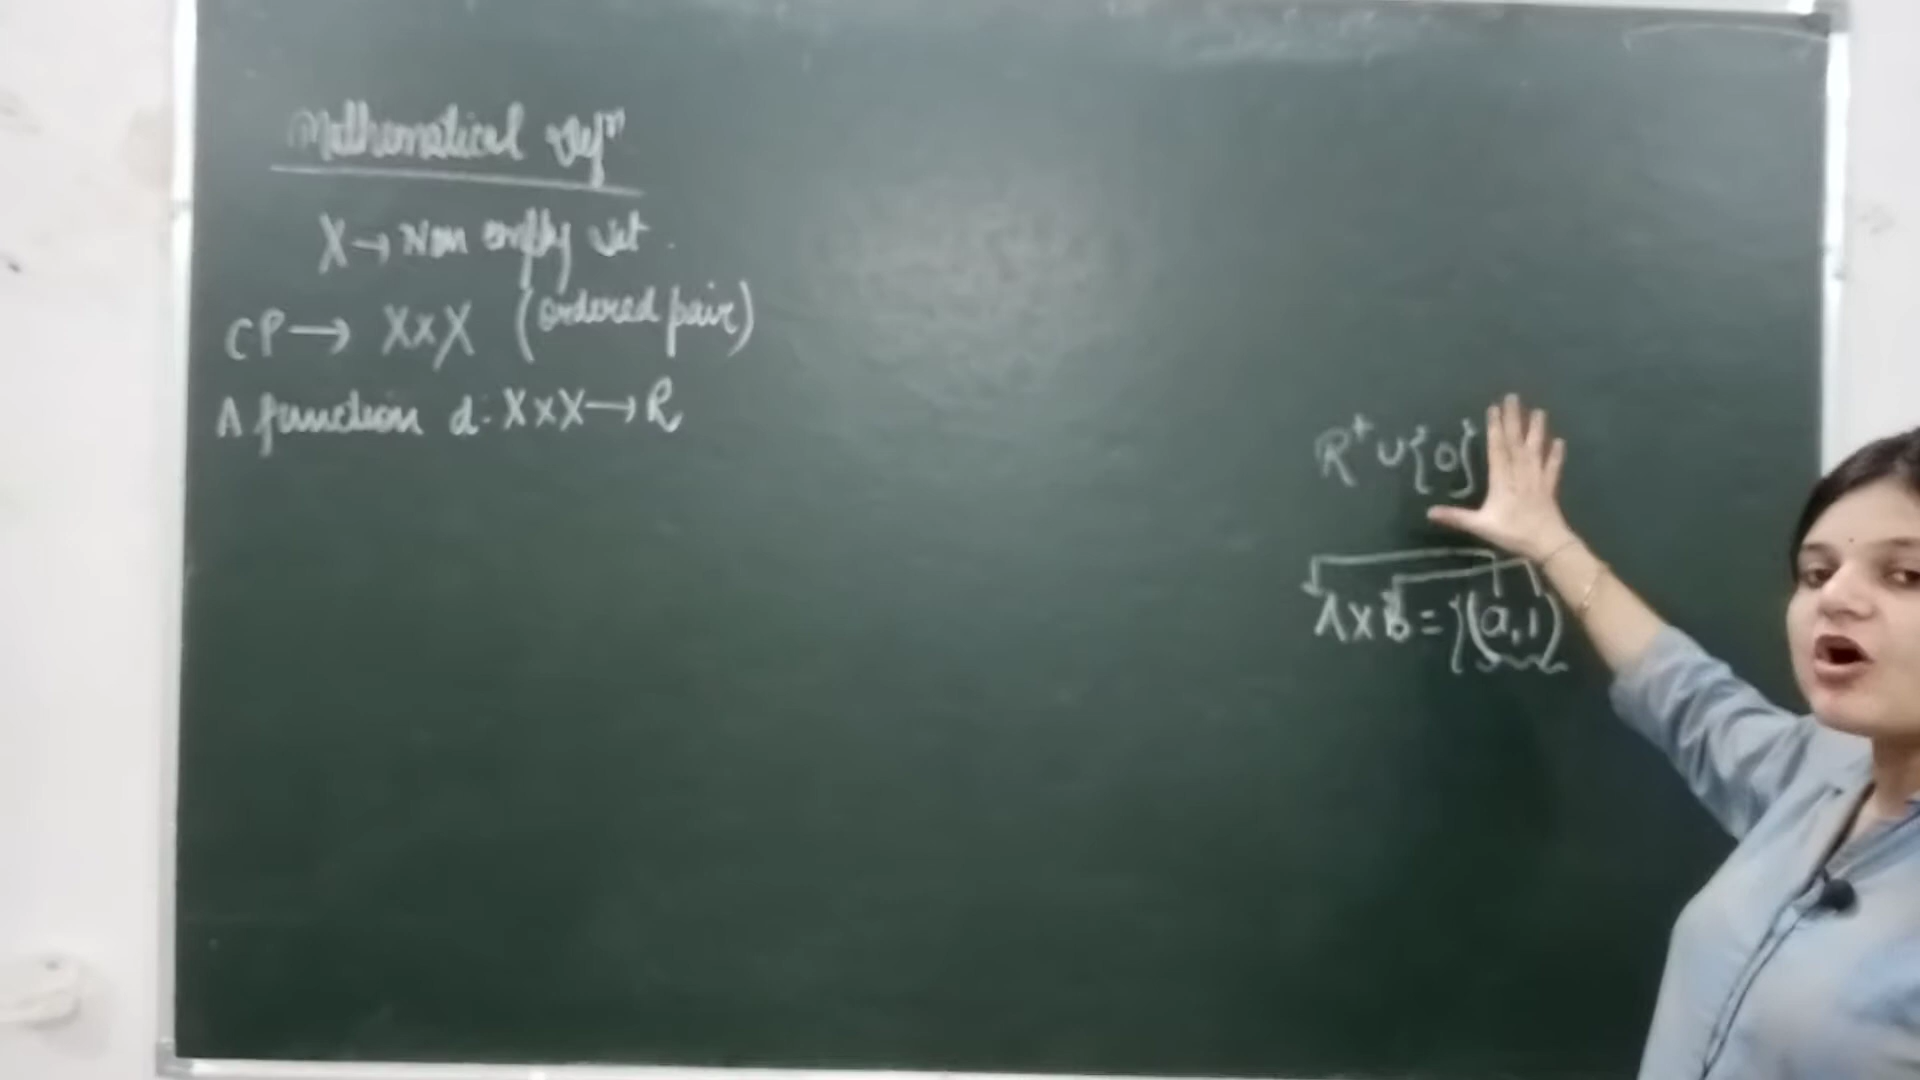 Mathematical defⁿ
X → Non empty set.
CP → X×X (ordered pair)
A function d: X×X → R
R⁺ ∪ {0}
A×B = {(a,1)